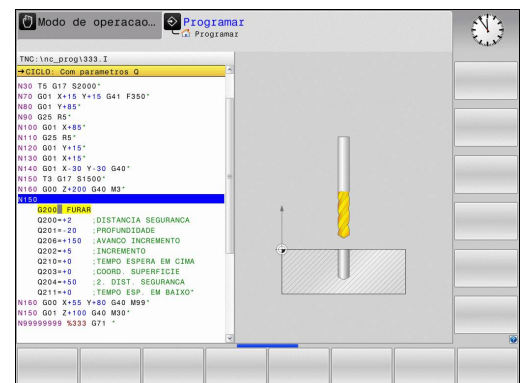 Modo de operacao...
Programar
Programar
TNC:\nc_prog\333.I
→CICLO: Com parametros Q
N30 T5 G17 S2000*
N70 G01 X+15 Y+15 G41 F350*
N80 G01 Y+85*
N90 G25 R5*
N100 G01 X+85*
N110 G25 R5*
N120 G01 Y+15*
N130 G01 X+15*
N140 G01 X-30 Y-30 G40*
N150 T3 G17 S1500*
N160 G00 Z+200 G40 M3*
N150
G200 FURAR
Q200=+2 ;DISTANCIA SEGURANCA
Q201=-20 ;PROFUNDIDADE
Q206=+150 ;AVANCO INCREMENTO
Q202=+5 ;INCREMENTO
Q210=+0 ;TEMPO ESPERA EM CIMA
Q203=+0 ;COORD. SUPERFICIE
Q204=+50 ;2. DIST. SEGURANCA
Q211=+0 ;TEMPO ESP. EM BAIXO*
N160 G00 X+55 Y+80 G40 M99*
N150 G01 Z+100 G40 M30*
N99999999 %333 G71 *